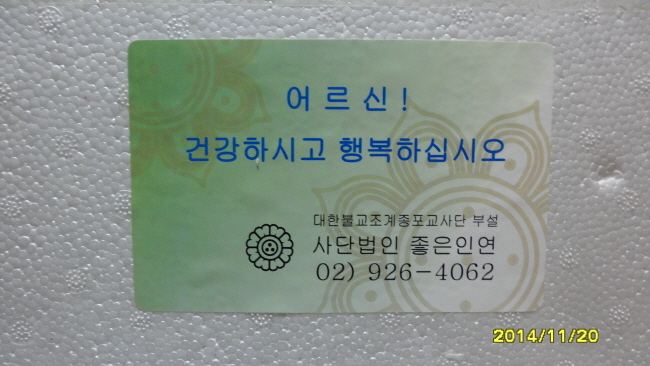 어르신!
건강하시고 행복하십시오
대한불교조계종포교사단 부설
사단법인 좋은인연
02) 926-4062
2014/11/20